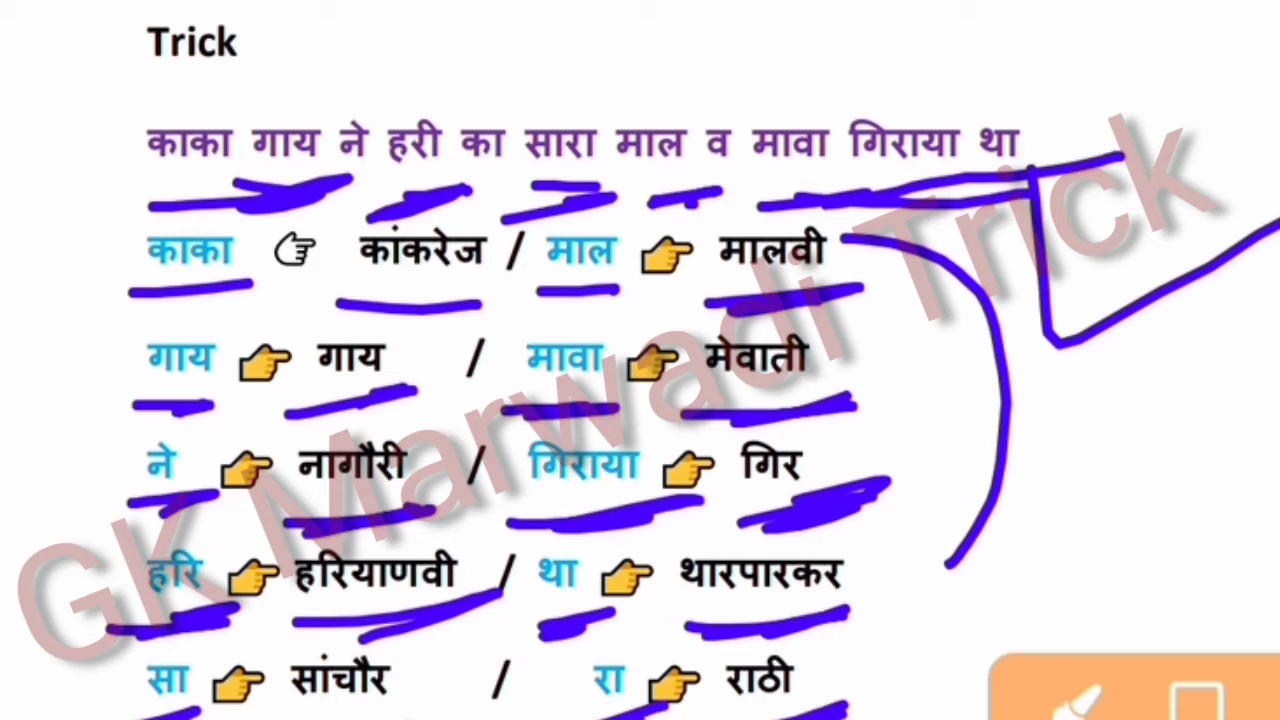 Trick
काका गाय ने हरी का सारा माल व मावा गिराया था
काका 👉 कांकरेज / माल 👉 मालवी
गाय 👉 गाय / मावा 👉 मेवाती
ने 👉 नागौरी / गिराया 👉 गिर
हरि 👉 हरियाणवी / था 👉 थारपारकर
सा 👉 सांचौर / रा 👉 राठी
GK Marwadi Trick